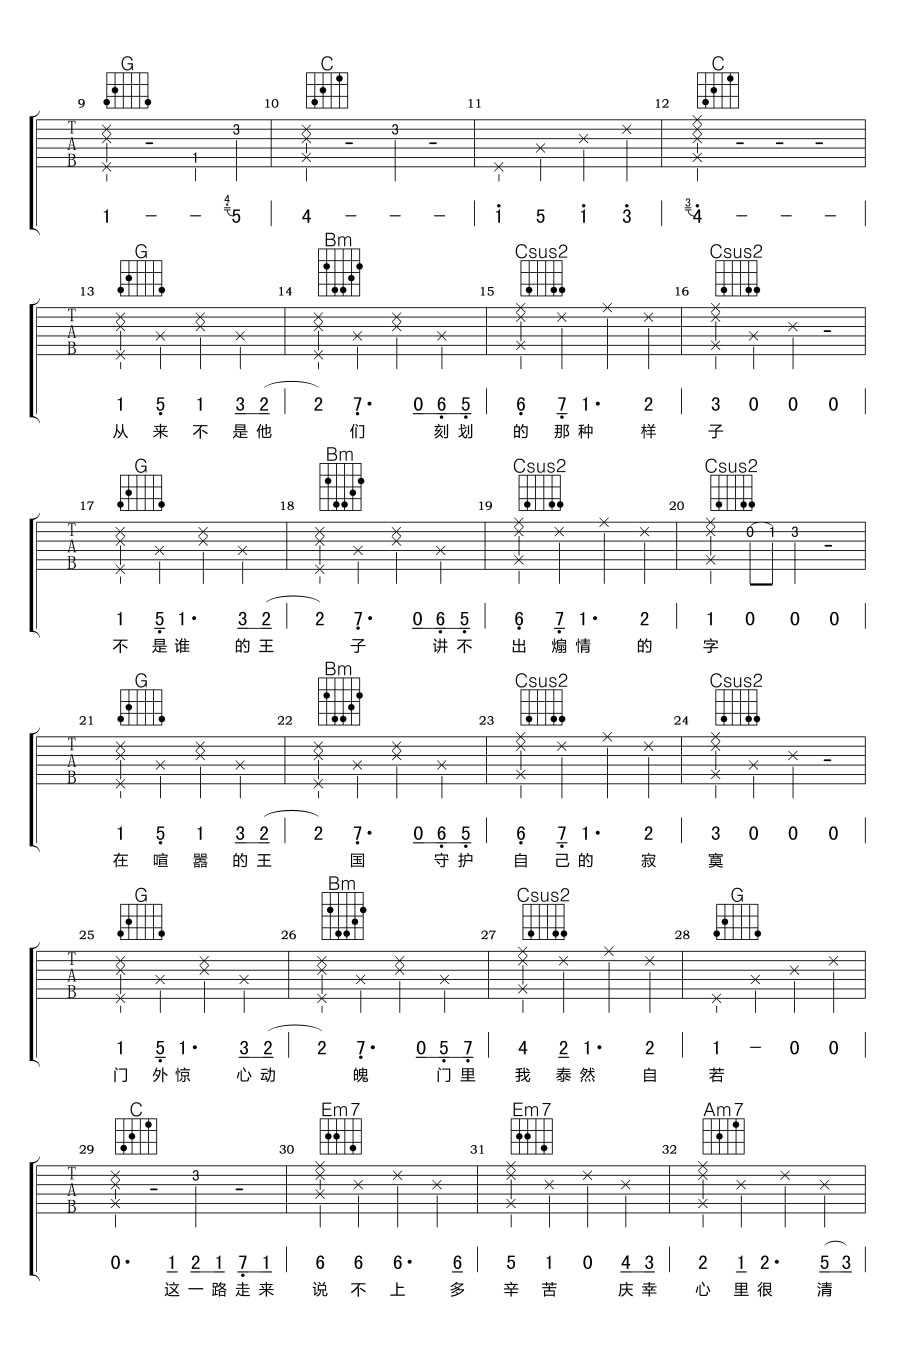 G C C
9 10 11 12
T A B 1 3 3
1 – – 4 5 4 – – – 1 5 1 3 3 4 – – –
G Bm Csus2 Csus2
13 14 15 16
T A B
1 5 1 3 2 2 7· 0 6 5 6 7 1· 2 3 0 0 0
从 来 不 是 他 们 刻 划 的 那 种 样 子
G Bm Csus2 Csus2
17 18 19 20
T A B 0 1 3
1 5 1· 3 2 2 7· 0 6 5 6 7 1· 2 1 0 0 0
不 是 谁 的 王 子 讲 不 出 煽 情 的 字
G Bm Csus2 Csus2
21 22 23 24
T A B
1 5 1 3 2 2 7· 0 6 5 6 7 1· 2 3 0 0 0
在 喧 嚣 的 王 国 守 护 自 己 的 寂 寞
G Bm Csus2 G
25 26 27 28
T A B
1 5 1· 3 2 2 7· 0 5 7 4 2 1· 2 1 – 0 0
门 外 惊 心 动 魄 门 里 我 泰 然 自 若
C Em7 Em7 Am7
29 30 31 32
T A B 3
0· 1 2 1 7 1 6 6 6· 6 5 1 0 4 3 2 1 2· 5 3
这 一 路 走 来 说 不 上 多 辛 苦 庆 幸 心 里 很 清